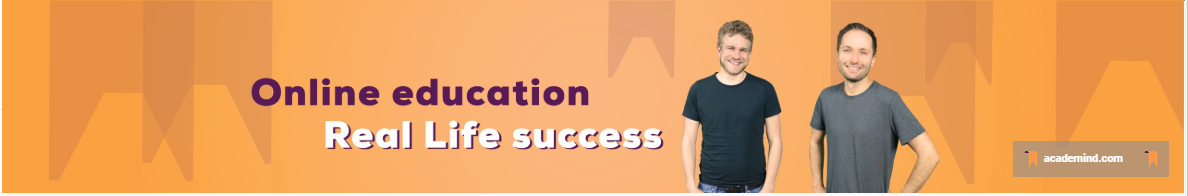 Online education
Real Life success
academind.com